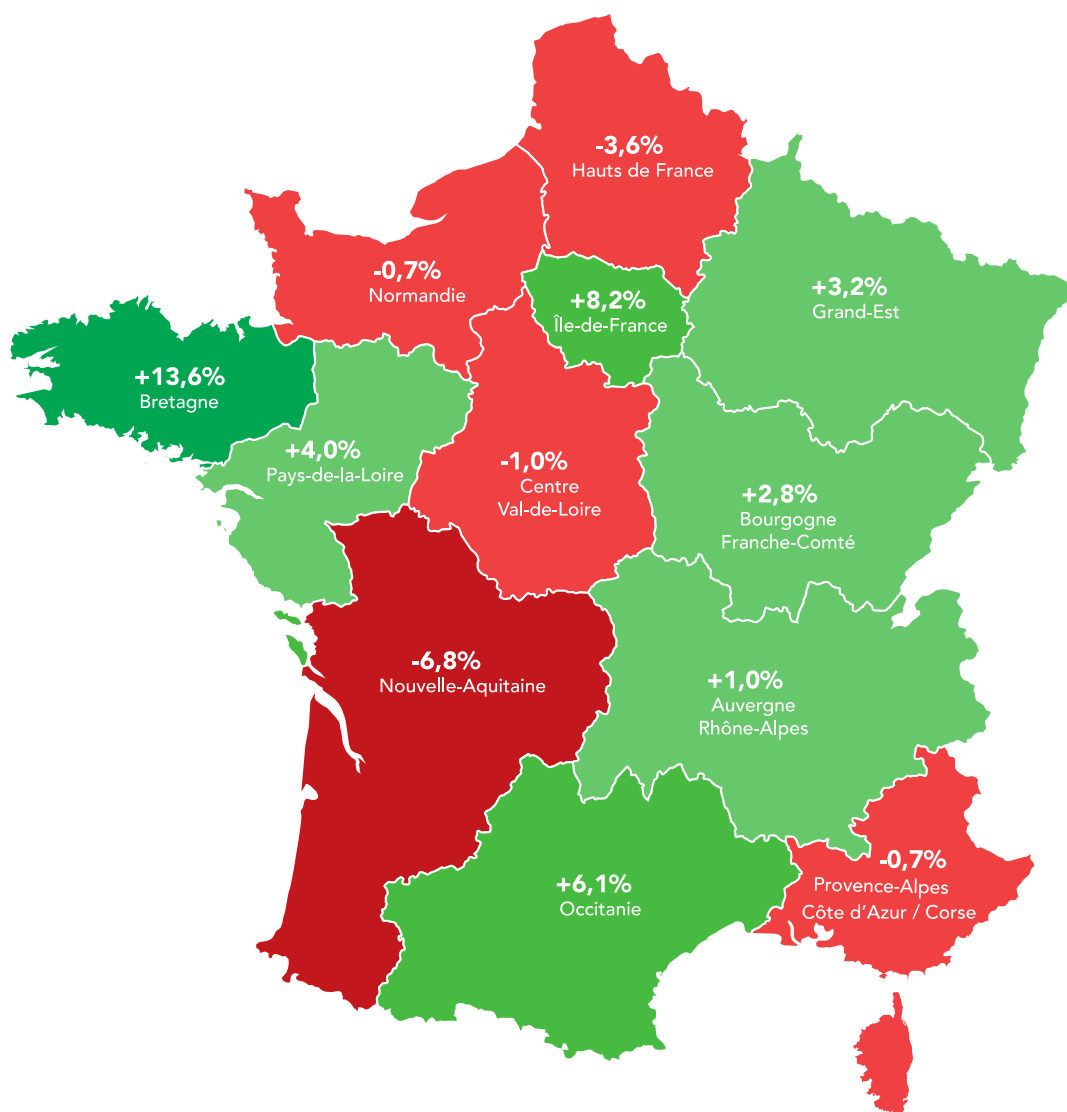 -3,6%
Hauts de France
-0,7%
Normandie
+8,2%
Île-de-France
+3,2%
Grand-Est
+13,6%
Bretagne
+4,0%
Pays-de-la-Loire
-1,0%
Centre
Val-de-Loire
+2,8%
Bourgogne
Franche-Comté
-6,8%
Nouvelle-Aquitaine
+1,0%
Auvergne
Rhône-Alpes
+6,1%
Occitanie
-0,7%
Provence-Alpes
Côte d'Azur / Corse